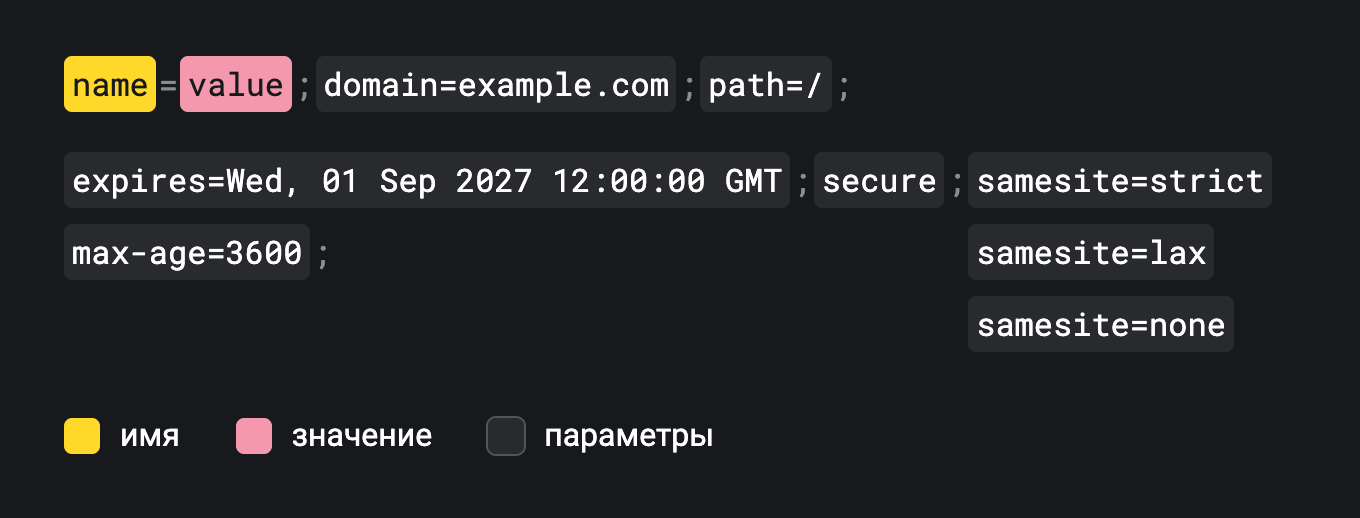 name=value;domain=example.com;path=/;
expires=Wed, 01 Sep 2027 12:00:00 GMT;secure;samesite=strict
max-age=3600; samesite=lax
samesite=none
имя значение параметры